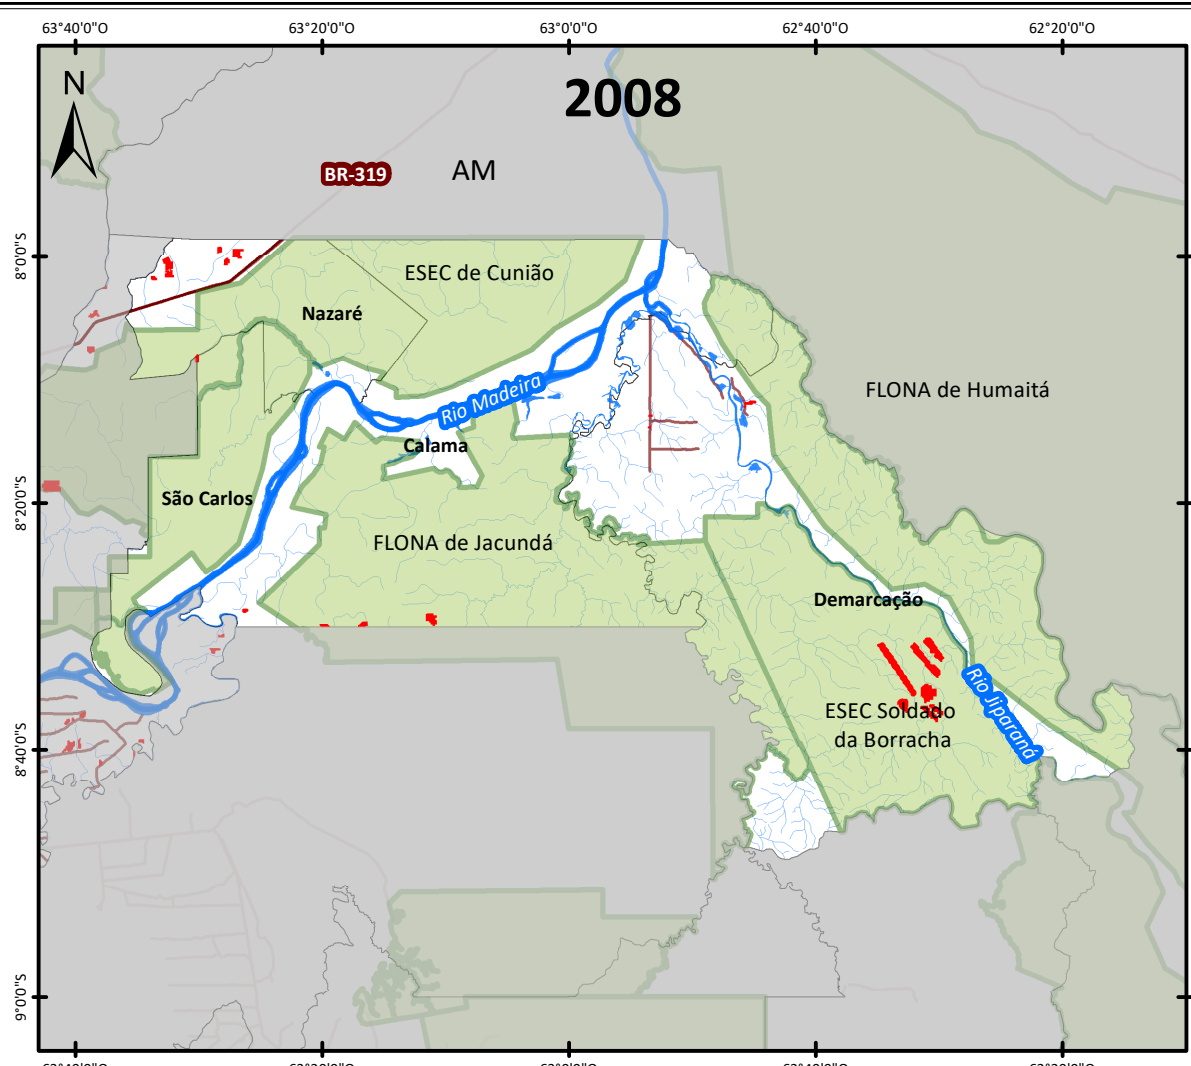 63°40'0"O 63°20'0"O 63°0'0"O 62°40'0"O 62°20'0"O
N
2008
BR-319
AM
8°0'0"S
ESEC de Cunião
Nazaré
FLONA de Humaitá
Rio Madeira
Calama
São Carlos
8°20'0"S
FLONA de Jacundá
Demarcação
Rio Jiparaná
ESEC Soldado
da Borracha
8°40'0"S
9°0'0"S